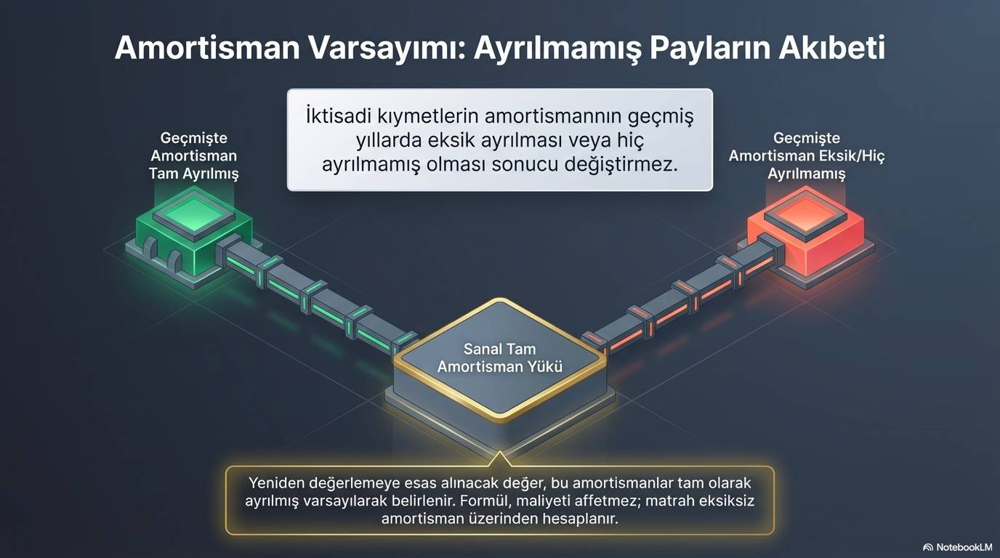 Amortisman Varsayımı: Ayrılmamış Payların Akıbeti
İktisadi kıymetlerin amortismannın geçmiş
yıllarda eksik ayrılması veya hiç
ayrılmamış olması sonucu değiştirmez.
Geçmişte
Amortisman
Tam Ayrılmış
Geçmişte
Amortisman Eksik/Hiç
Ayrılmamış
Sanal Tam
Amortisman Yükü
Yeniden değerlemeye esas alınacak değer, bu amortismanlar tam olarak
ayrılmış varsayılarak belirlenir. Formül, maliyeti affetmez; matrah eksiksiz
amortisman üzerinden hesaplanır.
NotebookLM